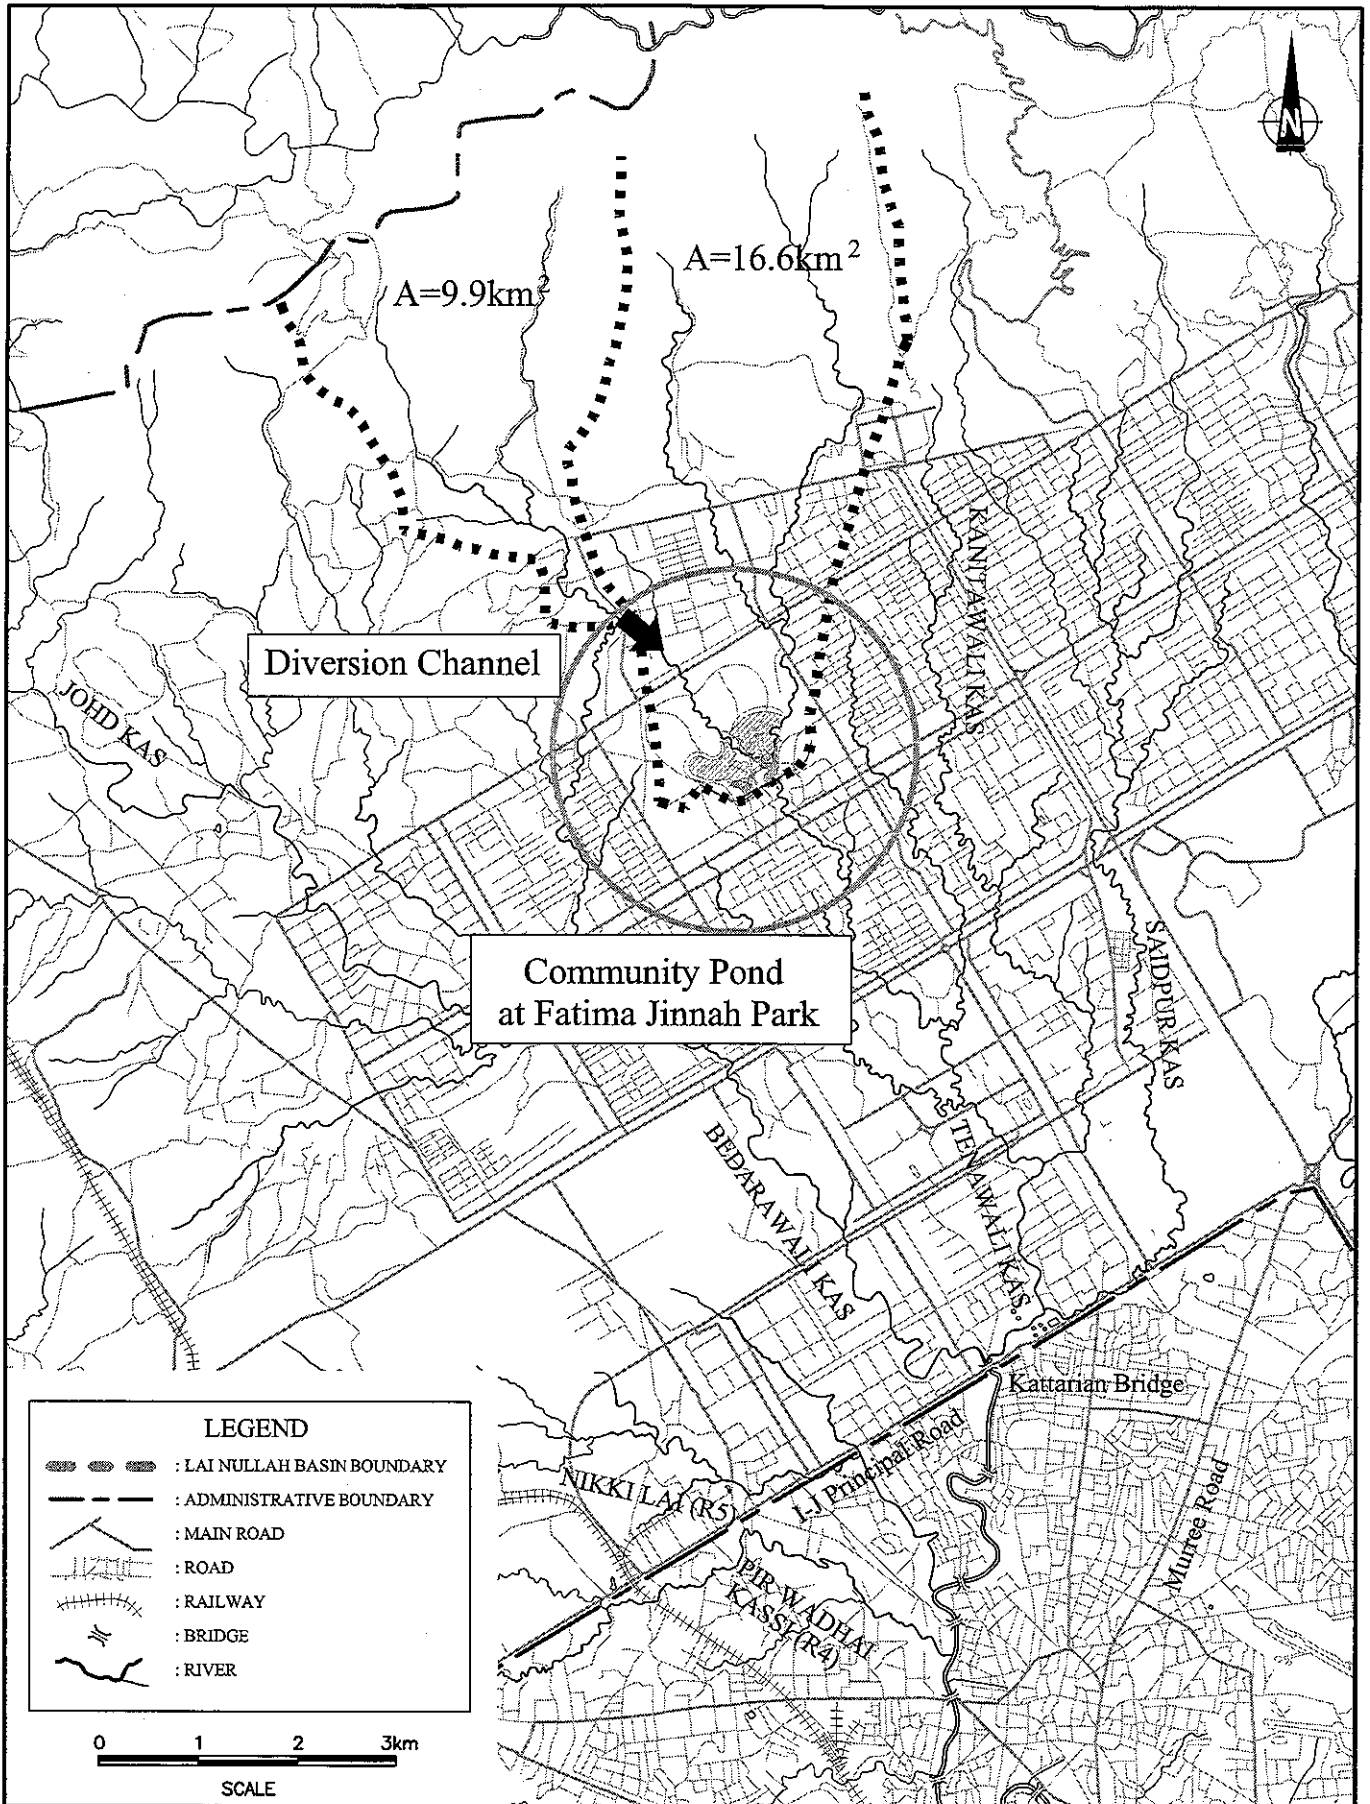 N
A=16.6km²
A=9.9km²
KANITAWALI KAS
Diversion Channel
JOHD KAS
SAIDPUR KAS
Community Pond
at Fatima Jinnah Park
BEDARAWALI KAS
TENAWALI KAS
Kattarian Bridge
I-J Principal Road
NIKKI LAI (R5)
Murree Road
PIR WADHAI
KASSI (R4)
LEGEND
: LAI NULLAH BASIN BOUNDARY
: ADMINISTRATIVE BOUNDARY
: MAIN ROAD
: ROAD
: RAILWAY
: BRIDGE
: RIVER
0 1 2 3km
SCALE